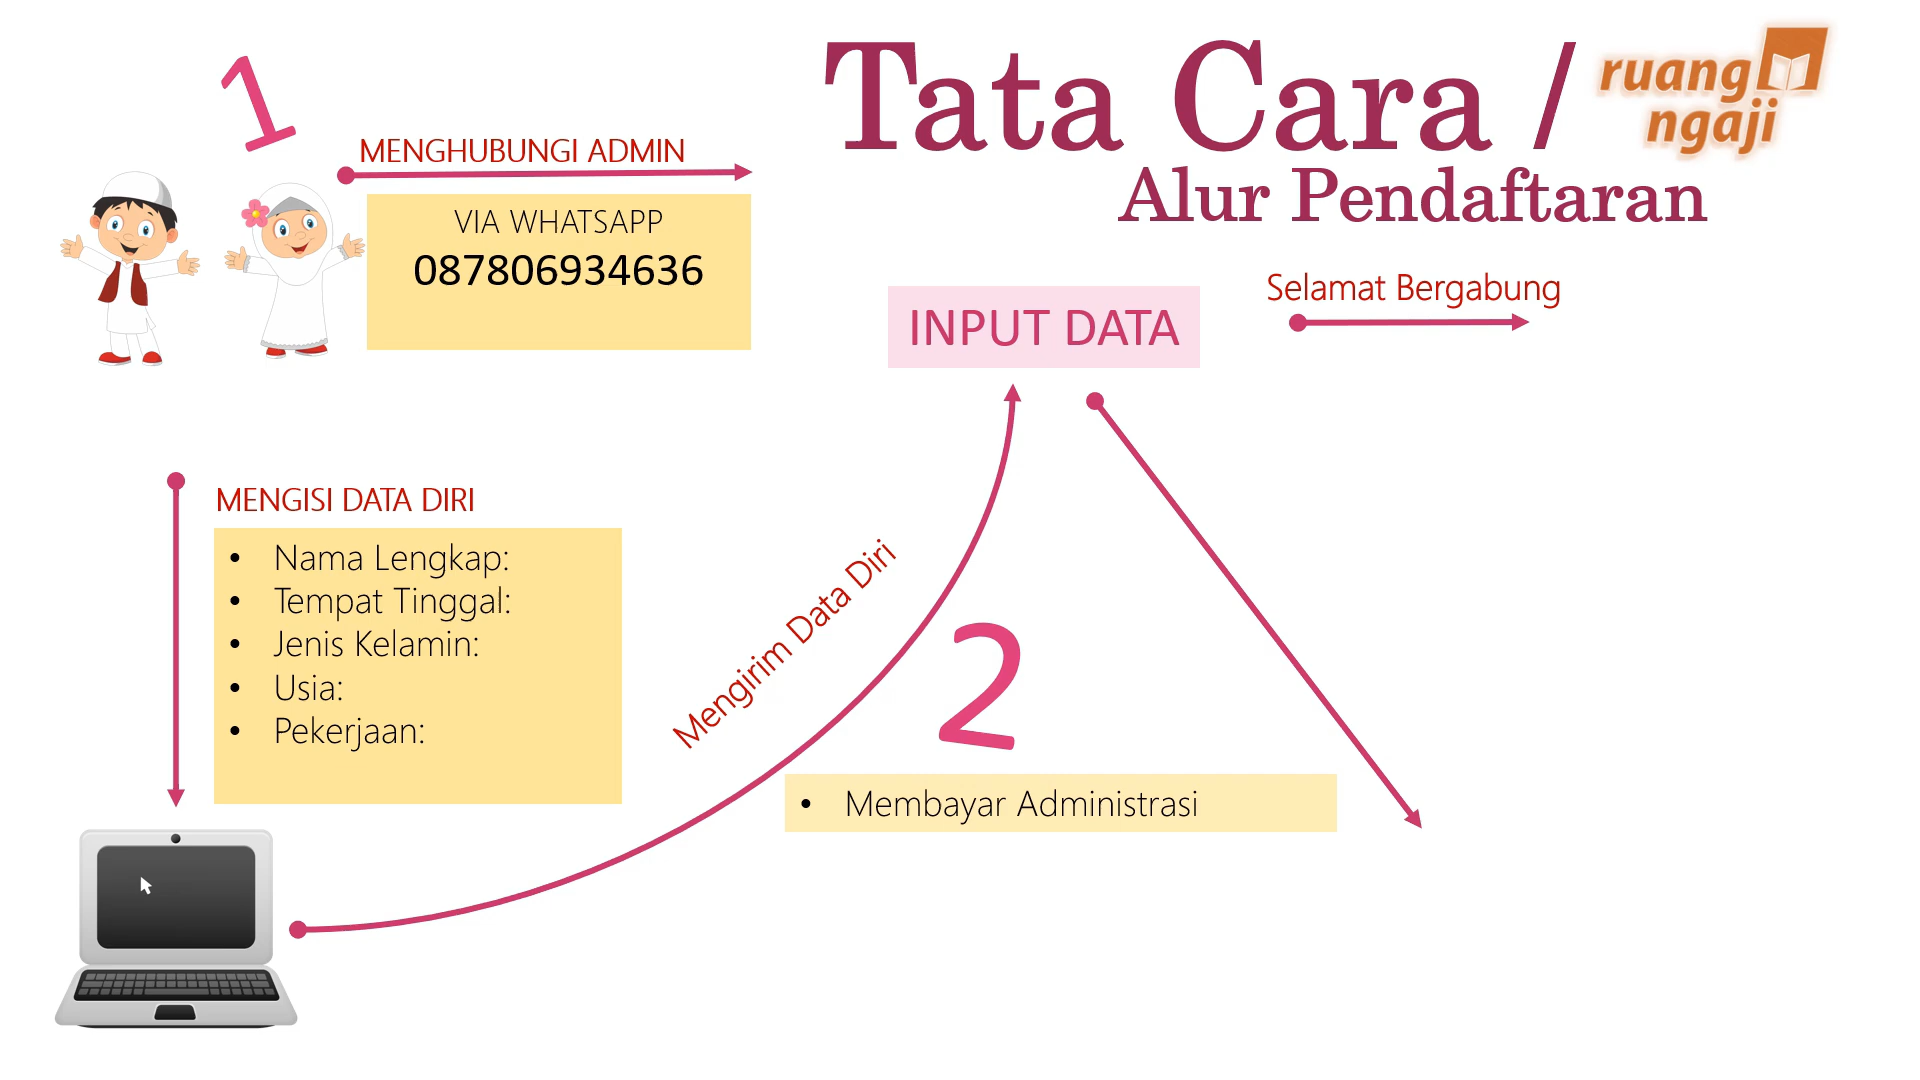 Tata Cara /
ruang
ngaji
Alur Pendaftaran
1
MENGHUBUNGI ADMIN
VIA WHATSAPP
087806934636
INPUT DATA
Selamat Bergabung
MENGISI DATA DIRI
• Nama Lengkap:
• Tempat Tinggal:
• Jenis Kelamin:
• Usia:
• Pekerjaan:
Mengirim Data Diri
2
• Membayar Administrasi